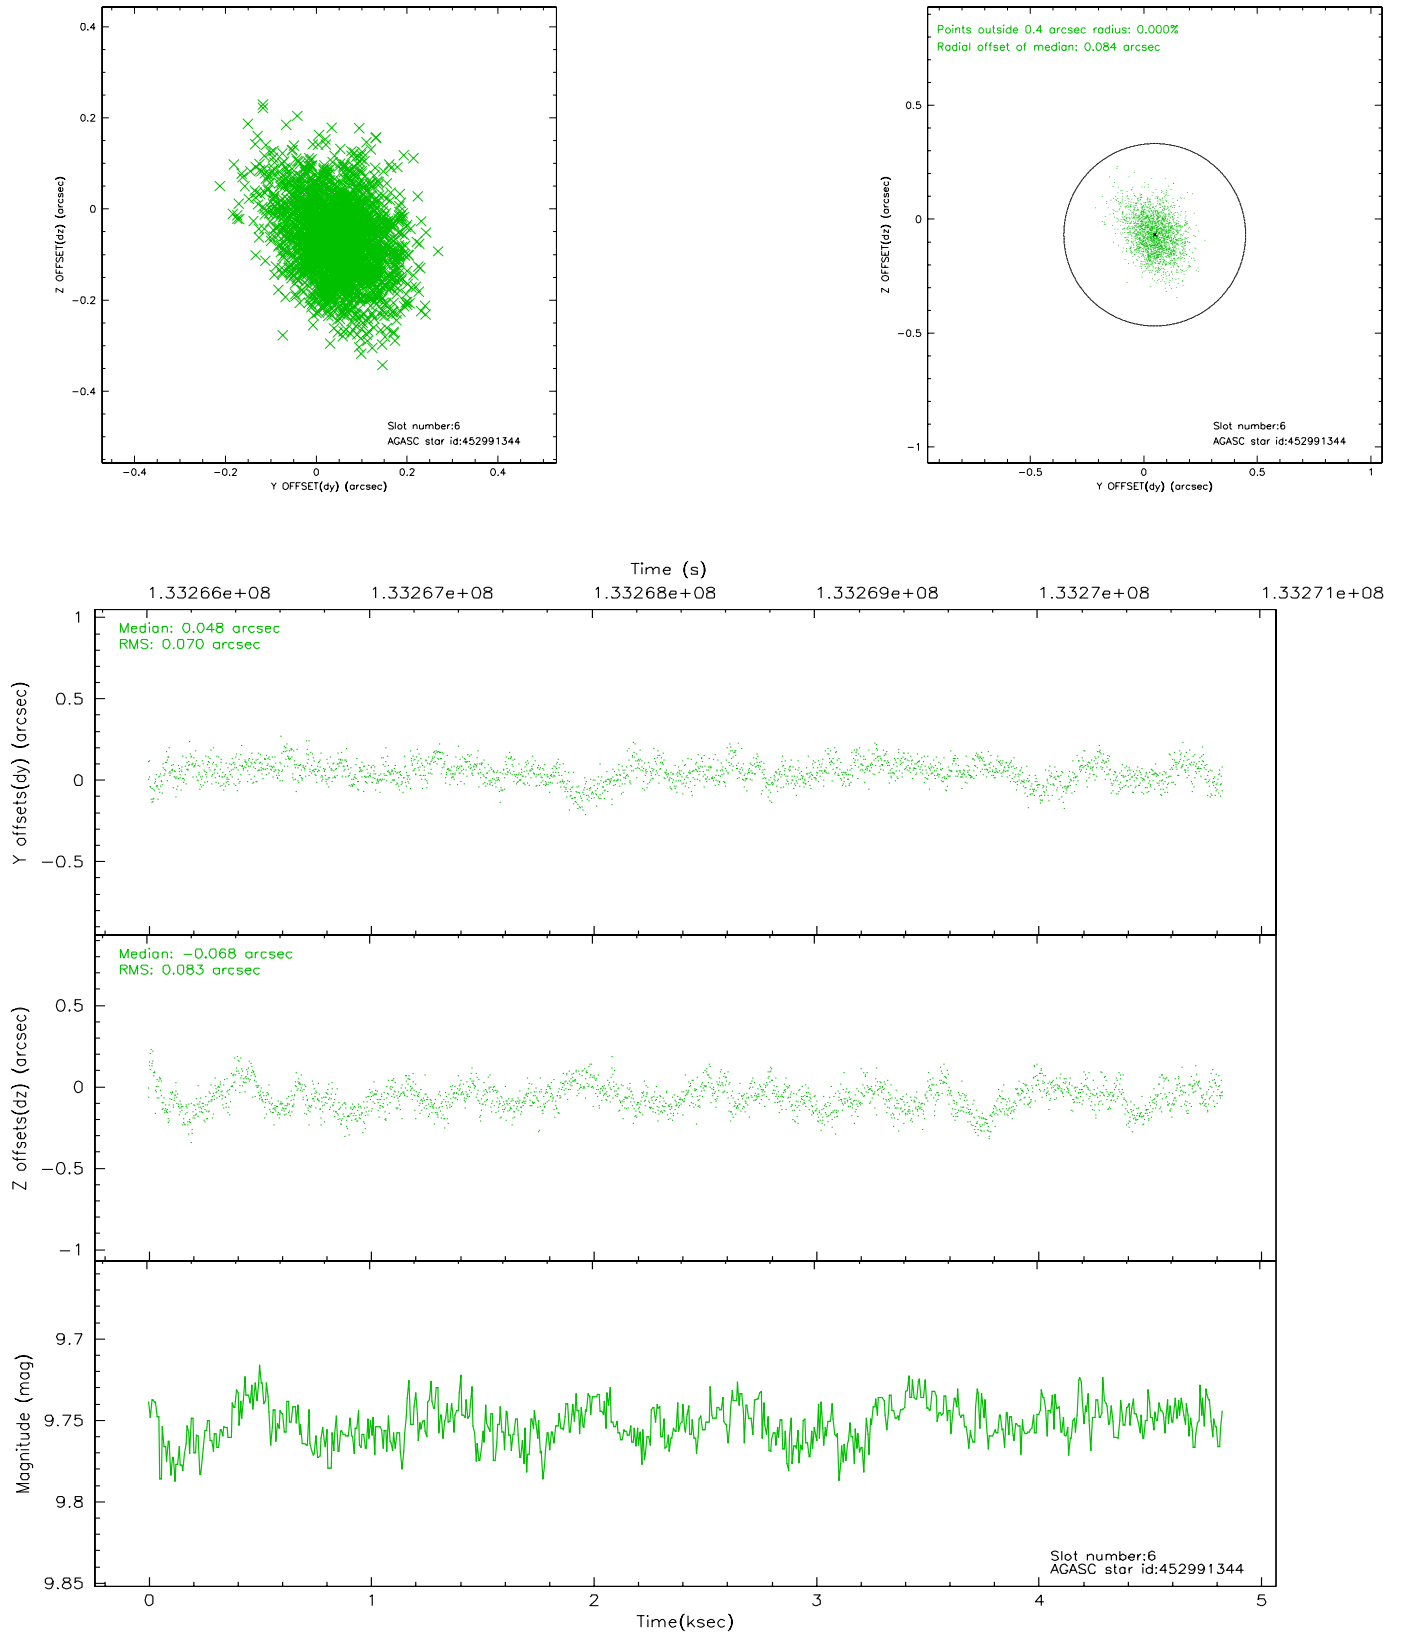 0.4
0.2
0
−0.2
−0.4
Z OFFSET(dz) (arcsec)
Slot number:6
AGASC star id:452991344
−0.4 −0.2 0 0.2 0.4
Y OFFSET(dy) (arcsec)
Points outside 0.4 arcsec radius: 0.000%
Radial offset of median: 0.084 arcsec
0.5
0
−0.5
−1
Z OFFSET(dz) (arcsec)
Slot number:6
AGASC star id:452991344
−0.5 0 0.5 1
Y OFFSET(dy) (arcsec)
Time (s)
1.33266e+08 1.33267e+08 1.33268e+08 1.33269e+08 1.3327e+08 1.33271e+08
Median: 0.048 arcsec
RMS: 0.070 arcsec
1
0.5
0
−0.5
Y offsets(dy) (arcsec)
Median: −0.068 arcsec
RMS: 0.083 arcsec
0.5
0
−0.5
−1
Z offsets(dz) (arcsec)
9.7
9.75
9.8
9.85
Magnitude (mag)
Slot number:6
AGASC star id:452991344
0 1 2 3 4 5
Time(ksec)